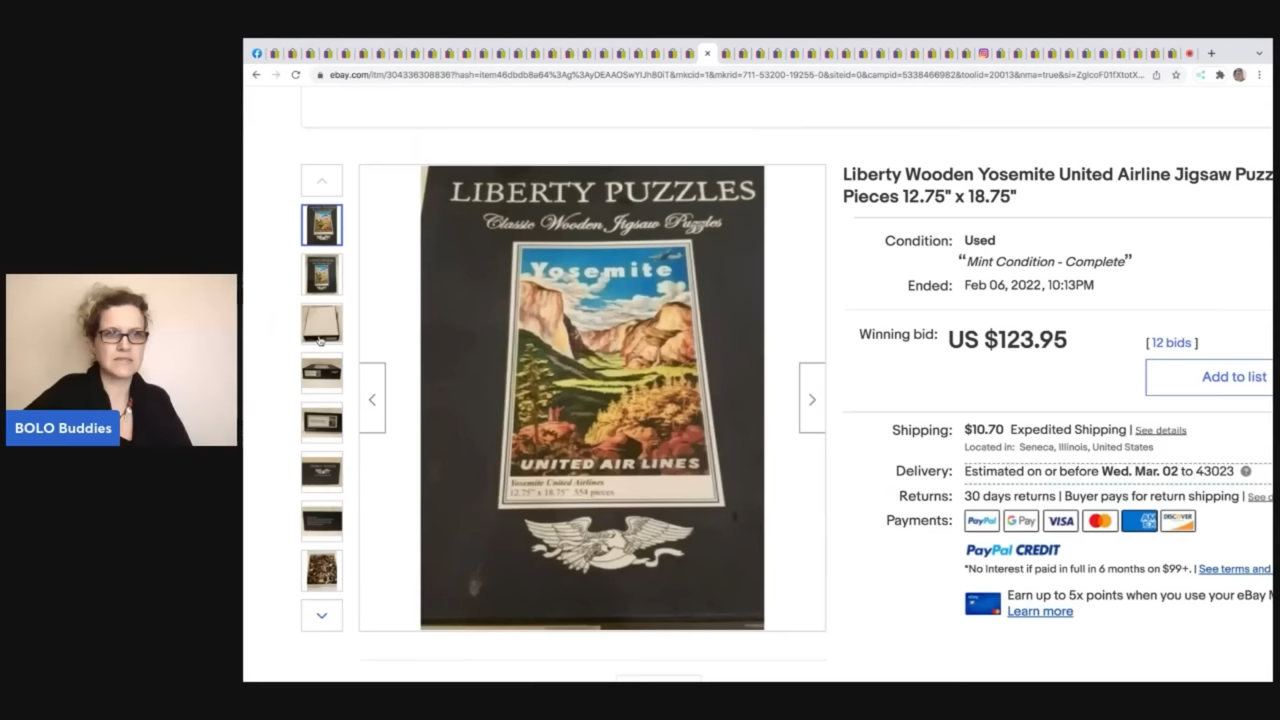 ebay.com/itm/304336308836?hash=item46dbdb8a64%3Ag%3AyDEAAOSwYlJh80iT&mkcid=1&mkrid=711-53200-19255-0&siteid=0&campid=5338466982&toolid=20013&nma=true&si=ZglcoF01fXtotX...
LIBERTY PUZZLES
Classic Wooden Jigsaw Puzzles
Yosemite
UNITED AIR LINES
Yosemite United Airlines
12.75" x 18.75" 554 pieces
Liberty Wooden Yosemite United Airline Jigsaw Puzz
Pieces 12.75" x 18.75"
Condition: Used
“Mint Condition - Complete”
Ended: Feb 06, 2022, 10:13PM
Winning bid: US $123.95 [ 12 bids ]
Add to list
Shipping: $10.70 Expedited Shipping | See details
Located in: Seneca, Illinois, United States
Delivery: Estimated on or before Wed. Mar. 02 to 43023
Returns: 30 days returns | Buyer pays for return shipping | See d
Payments: PayPal G Pay VISA AM EX DISCOVER
PayPal CREDIT
*No Interest if paid in full in 6 months on $99+. | See terms and
Earn up to 5x points when you use your eBay M
Learn more
BOLO Buddies